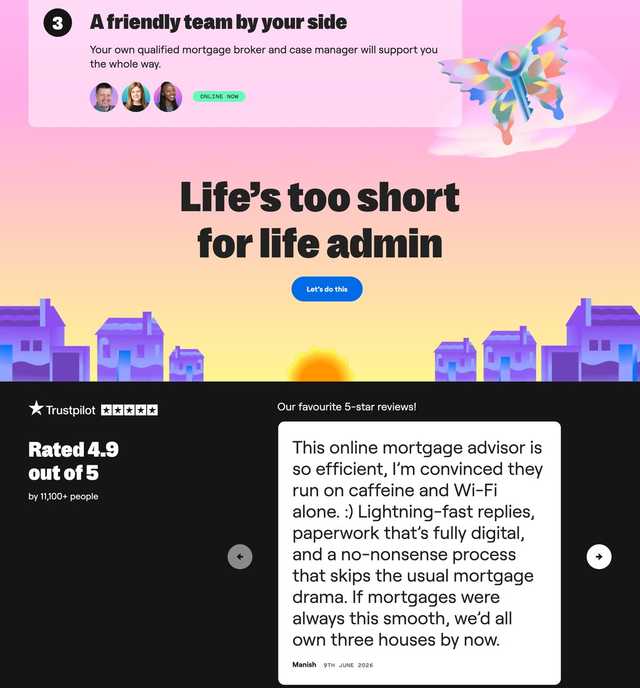 3
A friendly team by your side
Your own qualified mortgage broker and case manager will support you
the whole way.
ONLINE NOW
Life's too short
for life admin
Let's do this
Trustpilot
Rated 4.9
out of 5
by 11,100+ people
Our favourite 5-star reviews!
This online mortgage advisor is
so efficient, I'm convinced they
run on caffeine and Wi-Fi
alone. :) Lightning-fast replies,
paperwork that's fully digital,
and a no-nonsense process
that skips the usual mortgage
drama. If mortgages were
always this smooth, we'd all
own three houses by now.
Manish 9TH JUNE 2026